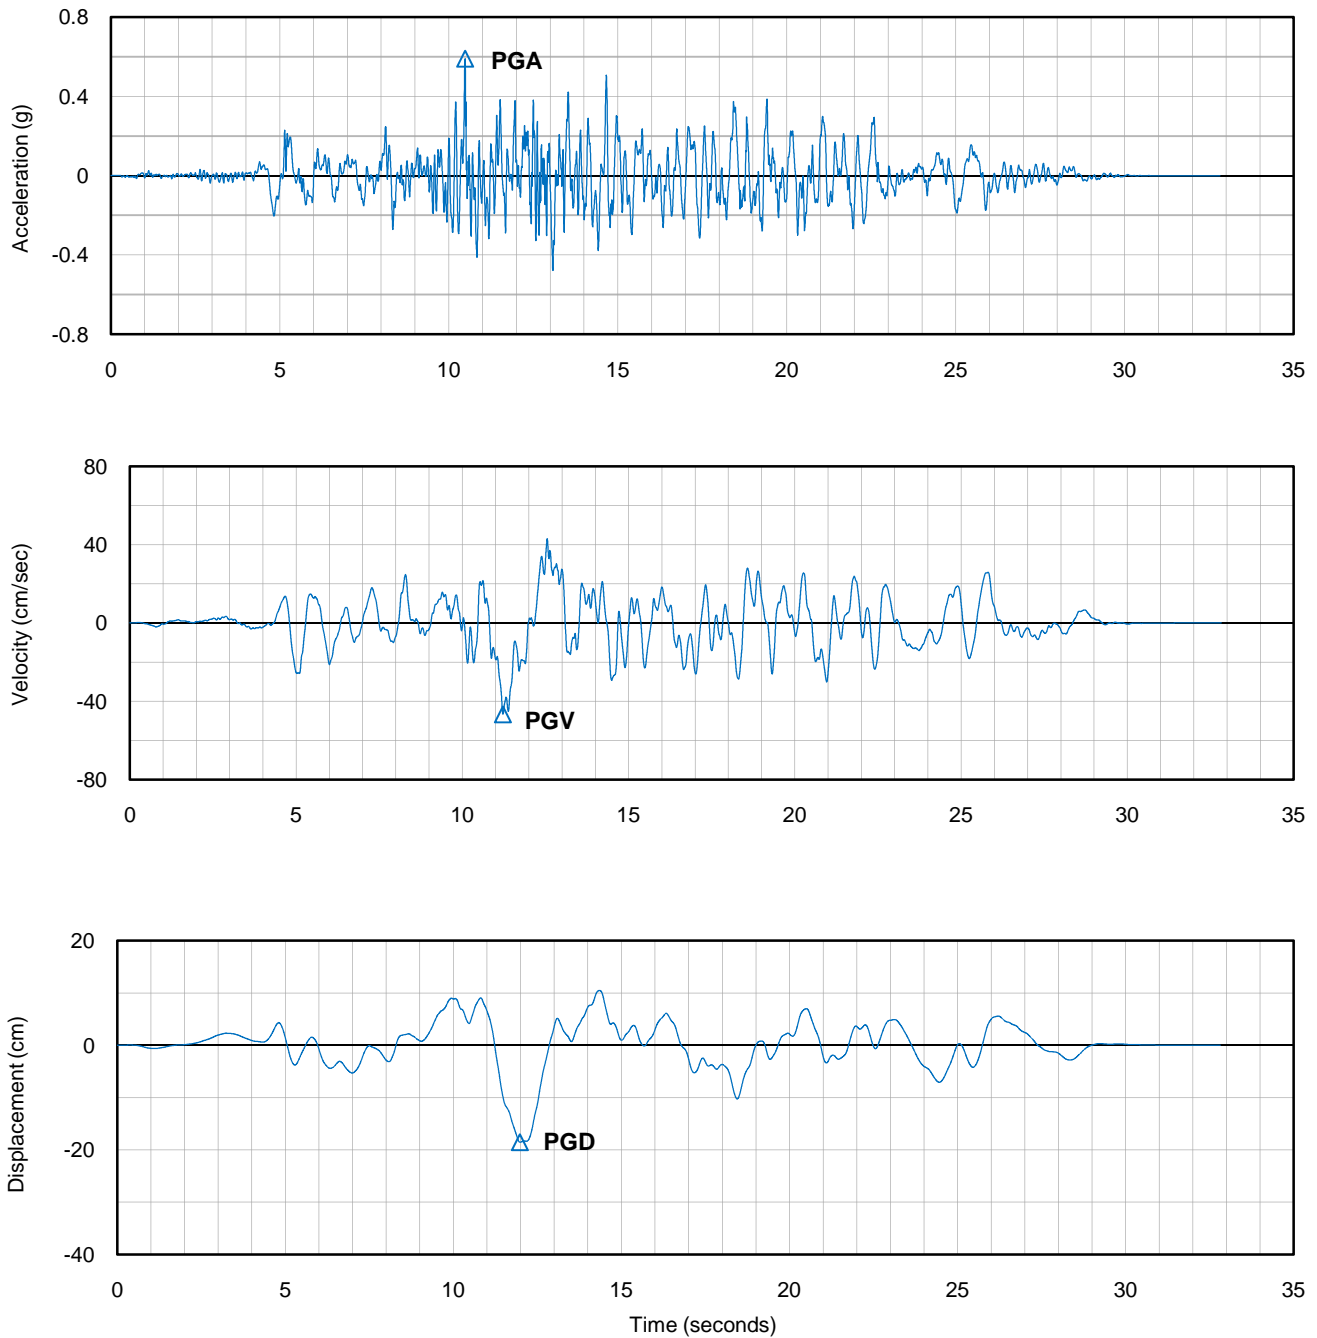 0.8
PGA
0.4
0
-0.4
-0.8
Acceleration (g)
0 5 10 15 20 25 30 35
80
40
0
-40
PGV
-80
Velocity (cm/sec)
0 5 10 15 20 25 30 35
20
0
-20
PGD
-40
Displacement (cm)
0 5 10 15 20 25 30 35
Time (seconds)